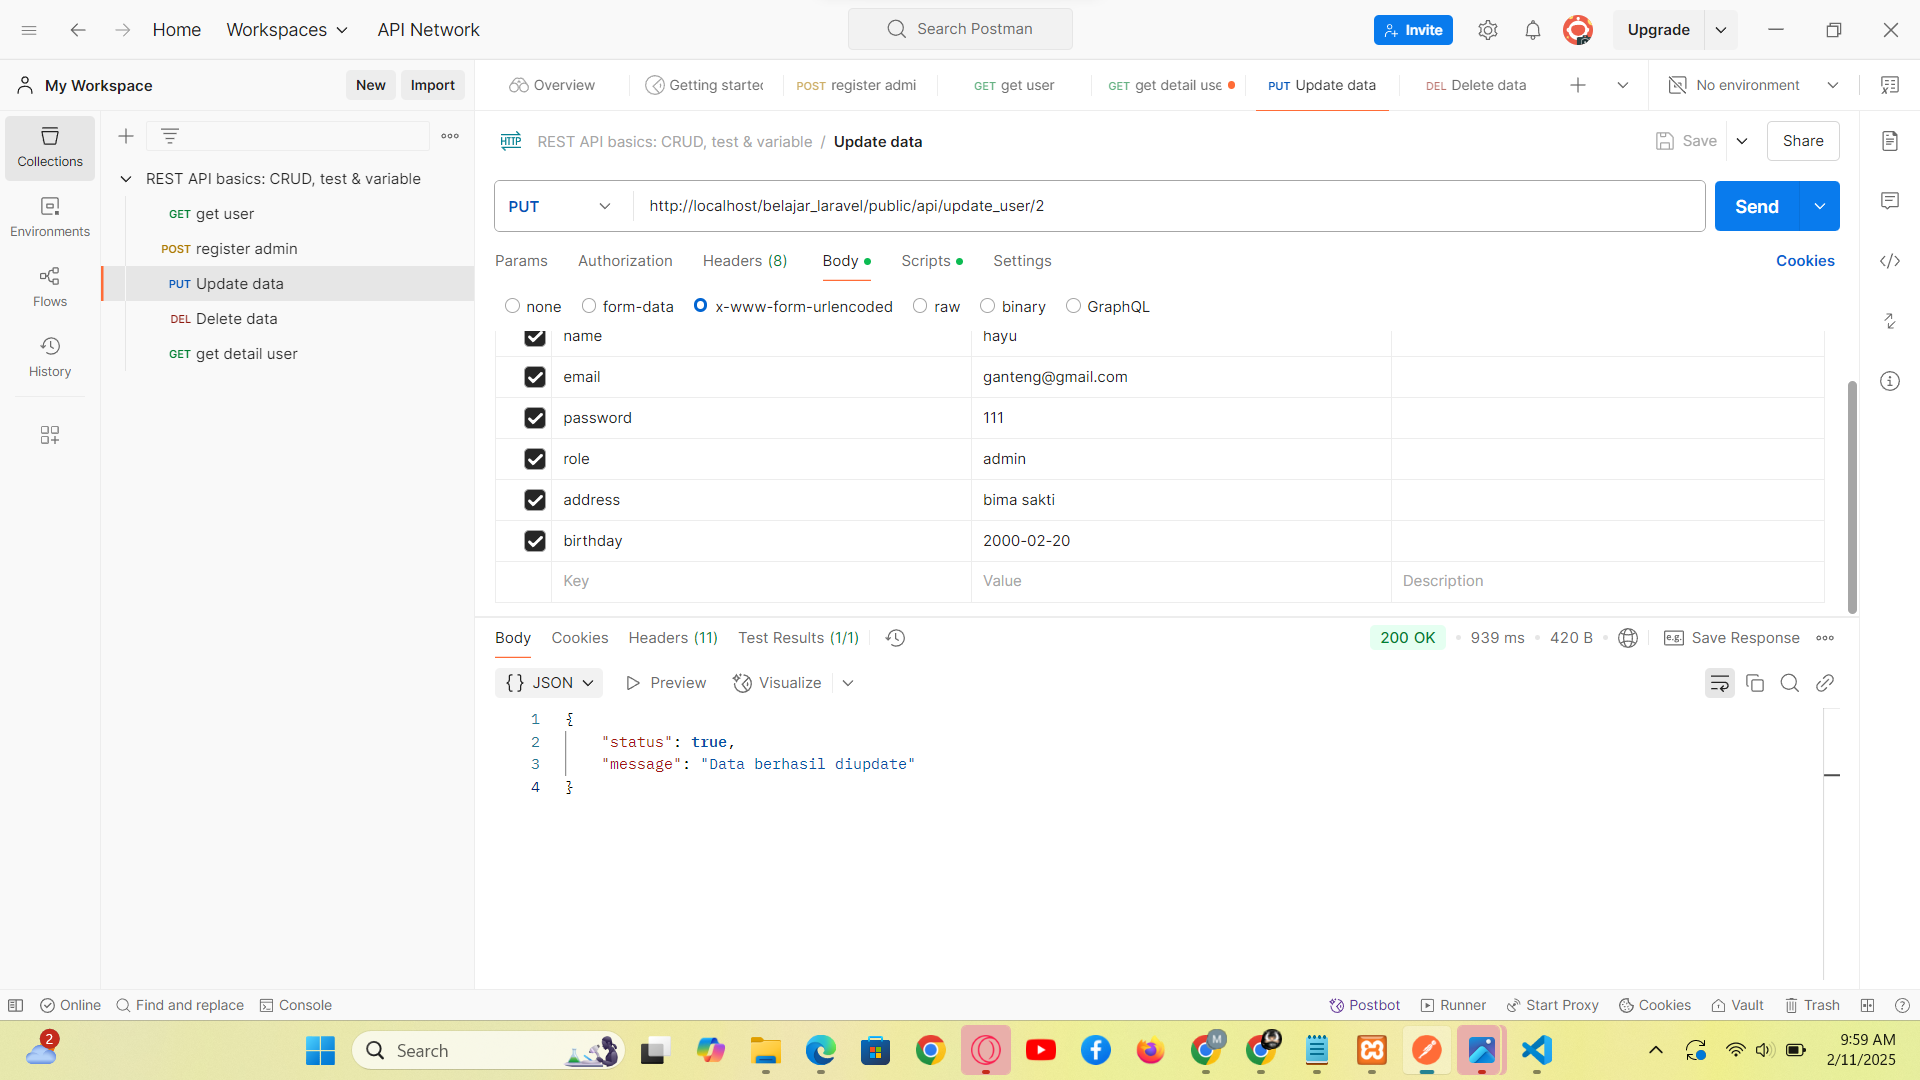 Home Workspaces API Network Search Postman Invite Upgrade
My Workspace New Import Overview Getting started POST register admi GET get user GET get detail use PUT Update data DEL Delete data No environment
Collections
Environments
Flows
History
REST API basics: CRUD, test & variable
GET get user
POST register admin
PUT Update data
DEL Delete data
GET get detail user
HTTP REST API basics: CRUD, test & variable / Update data Save Share
PUT http://localhost/belajar_laravel/public/api/update_user/2 Send
Params Authorization Headers (8) Body Scripts Settings Cookies
none form-data x-www-form-urlencoded raw binary GraphQL
name hayu
email ganteng@gmail.com
password 111
role admin
address bima sakti
birthday 2000-02-20
Key Value Description
Body Cookies Headers (11) Test Results (1/1) 200 OK 939 ms 420 B e.g. Save Response
{} JSON Preview Visualize
1 {
2 "status": true,
3 "message": "Data berhasil diupdate"
4 }
Online Find and replace Console Postbot Runner Start Proxy Cookies Vault Trash
2 Search M 9:59 AM
2/11/2025